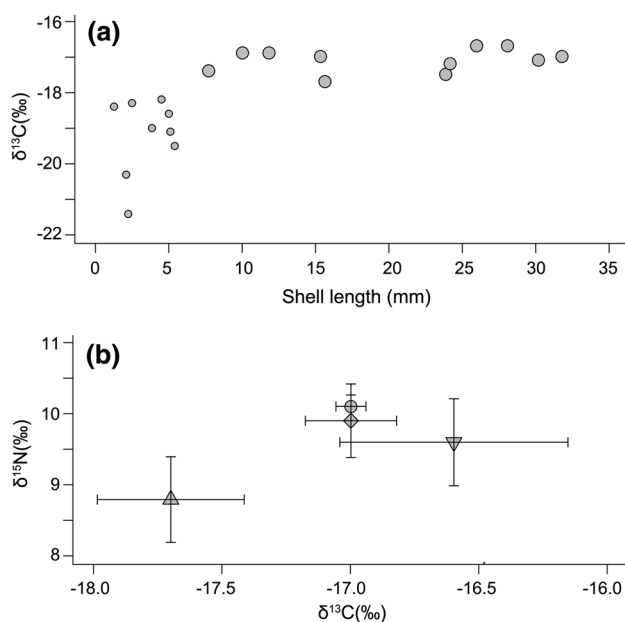 (a)
δ¹³C(‰)
-16
-18
-20
-22
0 5 10 15 20 25 30 35
Shell length (mm)
(b)
δ¹⁵N(‰)
11
10
9
8
-18.0 -17.5 -17.0 -16.5 -16.0
δ¹³C(‰)